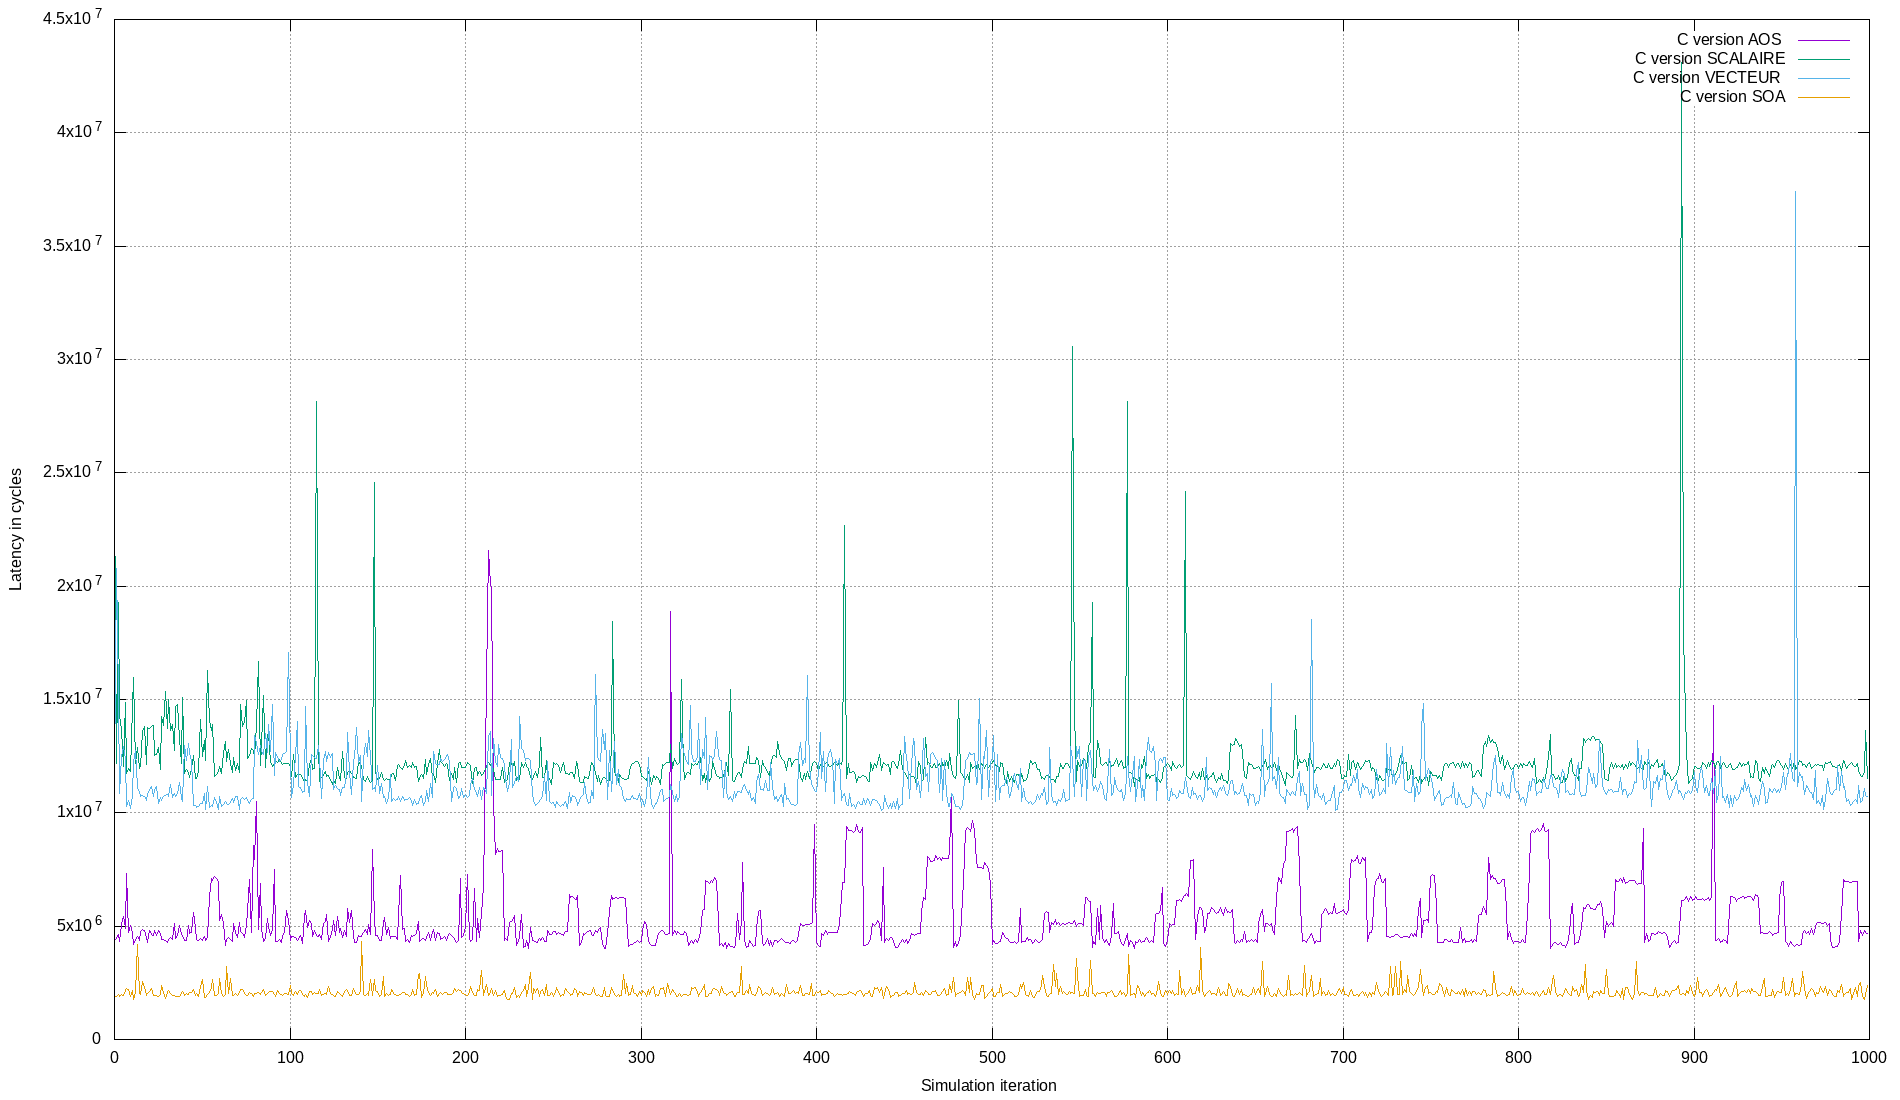 4.5x10 7
4x10 7
3.5x10 7
3x10 7
2.5x10 7
2x10 7
1.5x10 7
1x10 7
5x10 6
0
Latency in cycles
C version AOS
C version SCALAIRE
C version VECTEUR
C version SOA
0 100 200 300 400 500 600 700 800 900 1000
Simulation iteration